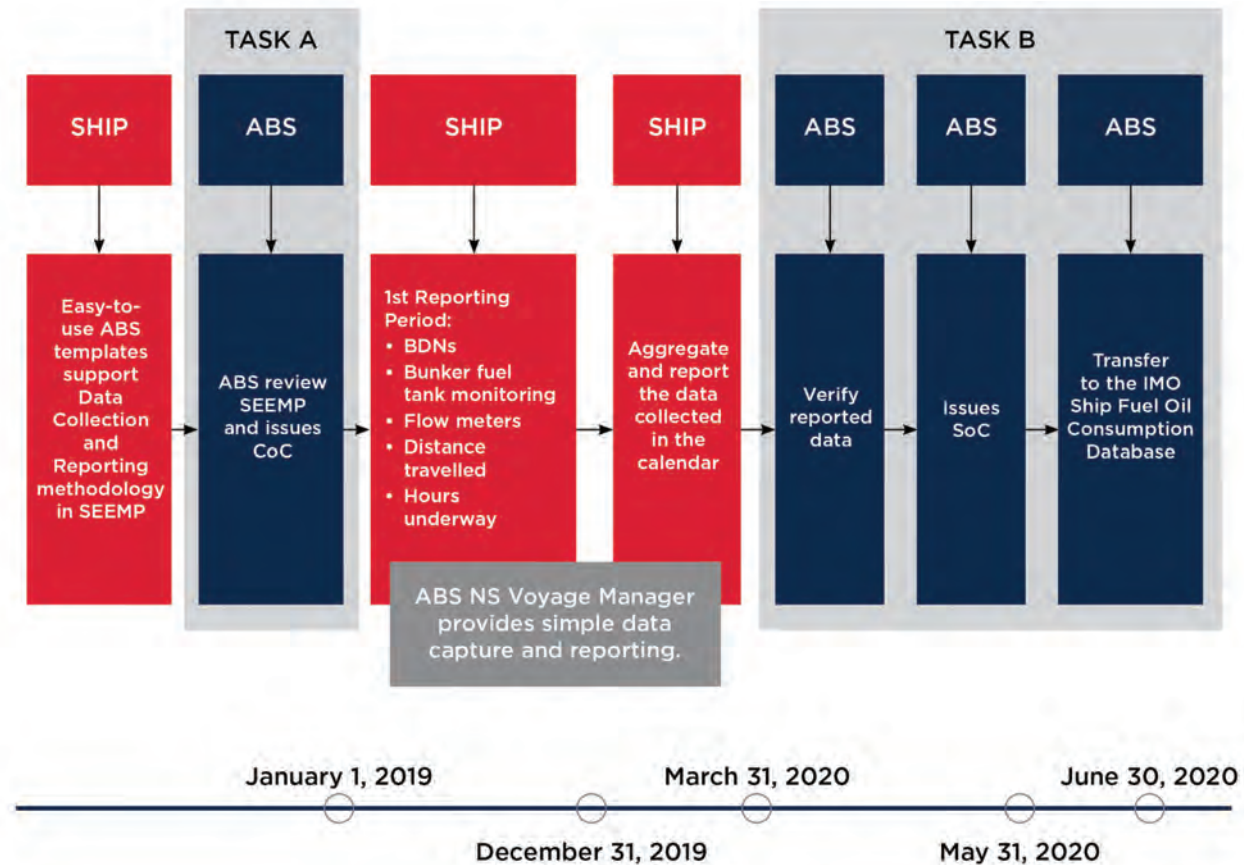 TASK A
TASK B
SHIP
ABS
SHIP
SHIP
ABS
ABS
ABS
Easy-to-
use ABS
templates
support
Data
Collection
and
Reporting
methodology
in SEEMP
ABS review
SEEMP
and issues
CoC
1st Reporting
Period:
• BDNs
• Bunker fuel
tank monitoring
• Flow meters
• Distance
travelled
• Hours
underway
Aggregate
and report
the data
collected
in the
calendar
Verify
reported
data
Issues
SoC
Transfer
to the IMO
Ship Fuel Oil
Consumption
Database
ABS NS Voyage Manager
provides simple data
capture and reporting.
January 1, 2019
March 31, 2020
June 30, 2020
December 31, 2019
May 31, 2020